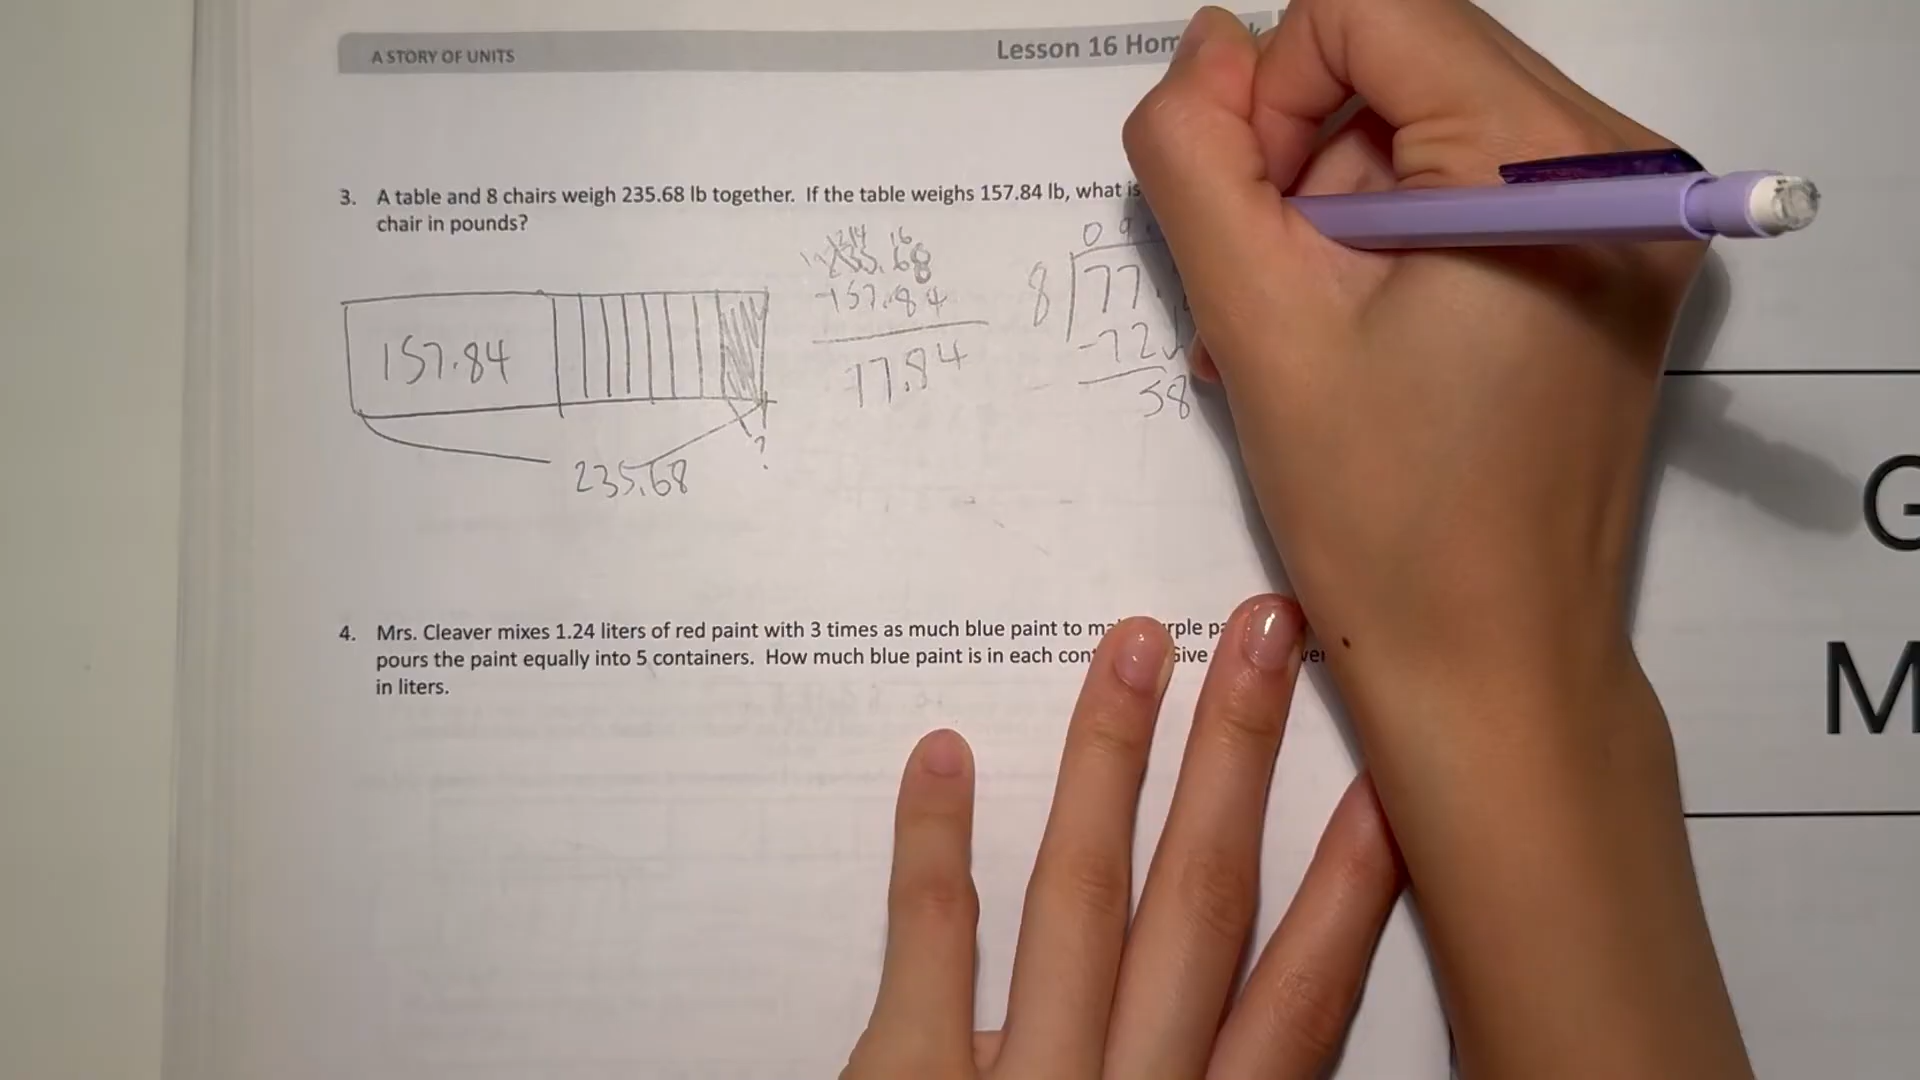 A STORY OF UNITS
Lesson 16
3. A table and 8 chairs weigh 235.68 lb together. If the table weighs 157.84 lb, what is
chair in pounds?
0 9
8 77.
-72
58
235.68
-157.84
77.84
157.84
?
235.68
4. Mrs. Cleaver mixes 1.24 liters of red paint with 3 times as much blue paint to
pours the paint equally into 5 containers. How much blue paint is in each
in liters.
G
M